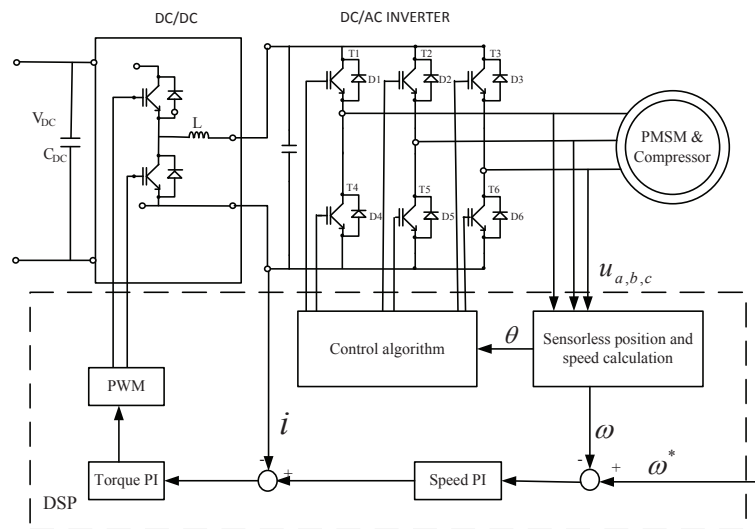 DC/DC
DC/AC INVERTER
T1
T2
T3
D1
D2
D3
V_DC
C_DC
L
PMSM &
Compressor
T4
T5
T6
D4
D5
D6
u_a,b,c
Control algorithm
θ
Sensorless position and
speed calculation
PWM
i
ω
ω*
Torque PI
-
+
Speed PI
-
+
DSP